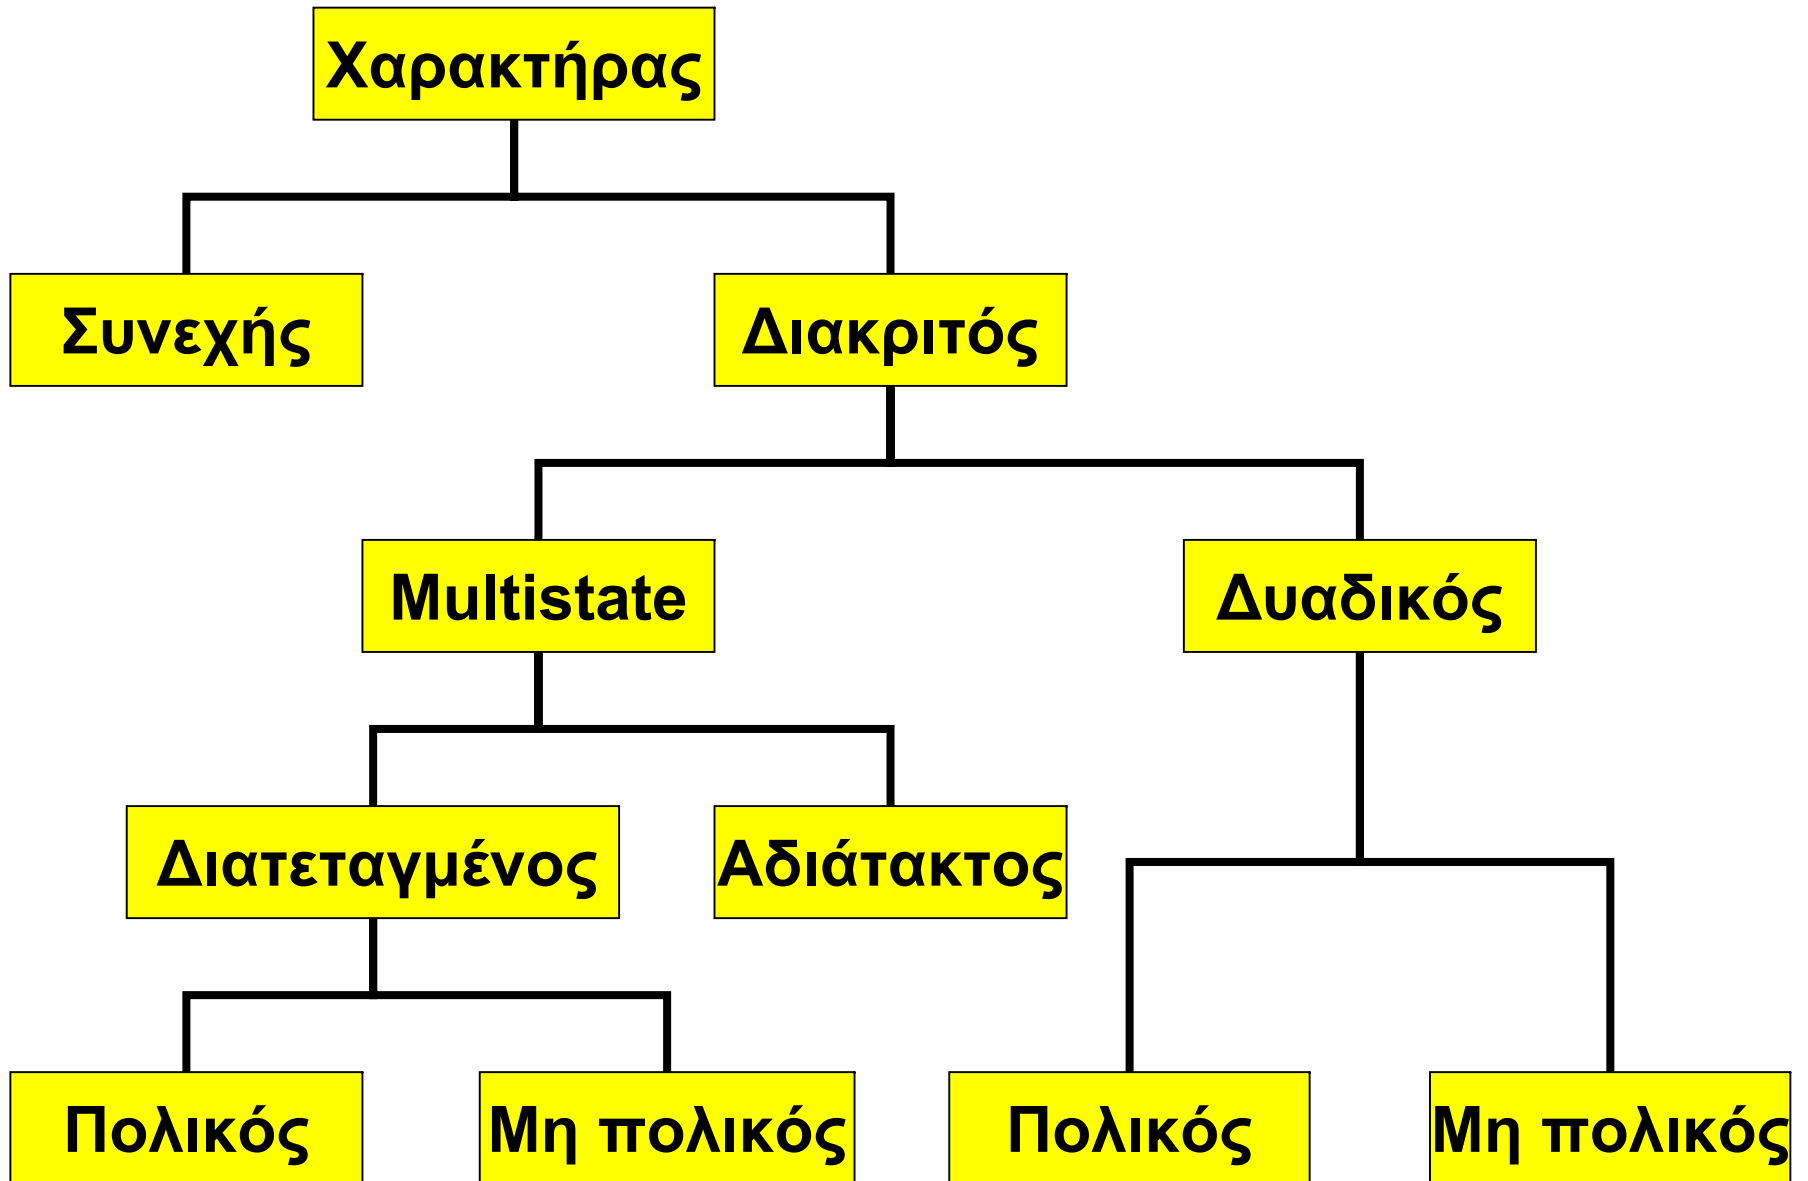 Χαρακτήρας
Συνεχής
Διακριτός
Multistate
Δυαδικός
Διατεταγμένος
Αδιάτακτος
Πολικός
Μη πολικός
Πολικός
Μη πολικός